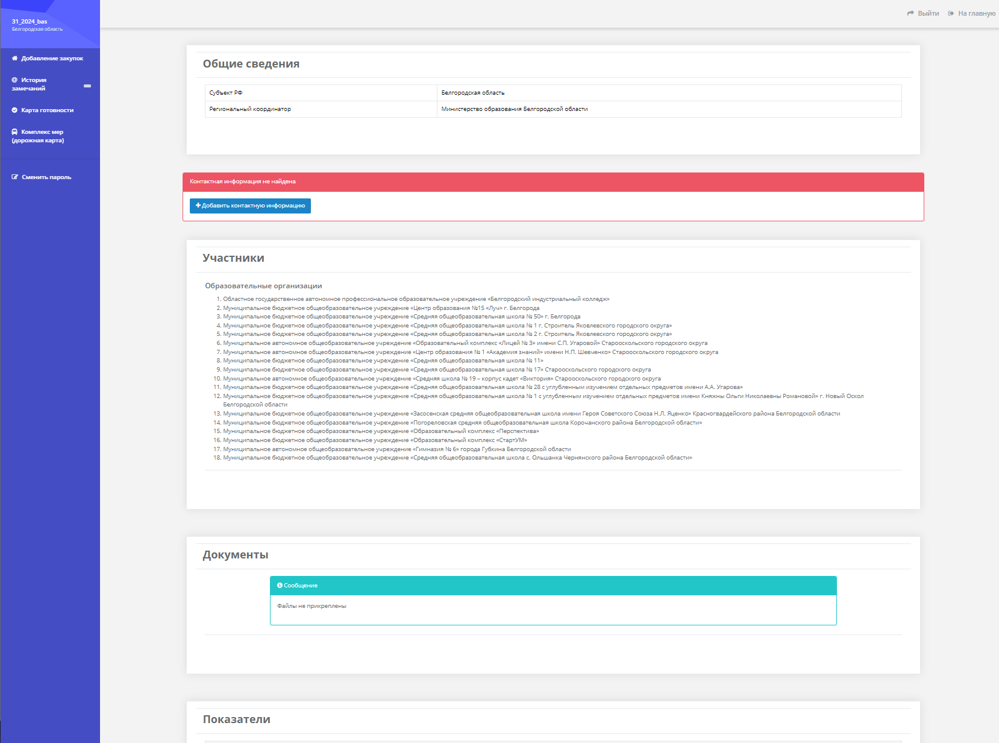 31_2024_bas
Белгородская область
Добавление закупок
История
замечаний
Карта готовности
Комплекс мер
(дорожная карта)
Сменить пароль
Выйти
На главную
Общие сведения
Субъект РФ
Белгородская область
Региональный координатор
Министерство образования Белгородской области
Контактная информация не найдена
Добавить контактную информацию
Участники
Образовательные организации
1. Областное государственное автономное профессиональное образовательное учреждение «Белгородский индустриальный колледж»
2. Муниципальное бюджетное общеобразовательное учреждение «Центр образования №15 «Луч» г. Белгорода
3. Муниципальное бюджетное общеобразовательное учреждение «Средняя общеобразовательная школа № 50» г. Белгорода
4. Муниципальное бюджетное общеобразовательное учреждение «Средняя общеобразовательная школа № 1 г. Строитель Яковлевского городского округа»
5. Муниципальное бюджетное общеобразовательное учреждение «Средняя общеобразовательная школа № 2 г. Строитель Яковлевского городского округа»
6. Муниципальное автономное общеобразовательное учреждение «Образовательный комплекс «Лицей № 3» имени С.П. Угаровой» Старооскольского городского округа
7. Муниципальное автономное общеобразовательное учреждение «Центр образования № 1 «Академия знаний» имени Н.П. Шевченко» Старооскольского городского округа
8. Муниципальное бюджетное общеобразовательное учреждение «Средняя общеобразовательная школа № 11»
9. Муниципальное бюджетное общеобразовательное учреждение «Средняя общеобразовательная школа № 17» Старооскольского городского округа
10. Муниципальное автономное общеобразовательное учреждение «Средняя школа № 19 – корпус кадет «Виктория» Старооскольского городского округа
11. Муниципальное бюджетное общеобразовательное учреждение «Средняя общеобразовательная школа № 28 с углубленным изучением отдельных предметов имени А.А. Угарова»
12. Муниципальное бюджетное общеобразовательное учреждение «Средняя общеобразовательная школа № 1 с углубленным изучением отдельных предметов имени Княжны Ольги Николаевны Романовой» г. Новый Оскол
Белгородской области
13. Муниципальное бюджетное общеобразовательное учреждение «Засосенская средняя общеобразовательная школа имени Героя Советского Союза Н.Л. Яценко» Красногвардейского района Белгородской области
14. Муниципальное бюджетное общеобразовательное учреждение «Погореловская средняя общеобразовательная школа Корочанского района Белгородской области»
15. Муниципальное бюджетное общеобразовательное учреждение «Образовательный комплекс «Перспектива»
16. Муниципальное бюджетное общеобразовательное учреждение «Образовательный комплекс «СтартУМ»
17. Муниципальное автономное общеобразовательное учреждение «Гимназия № 6» города Губкина Белгородской области
18. Муниципальное бюджетное общеобразовательное учреждение «Средняя общеобразовательная школа с. Ольшанка Чернянского района Белгородской области»
Документы
Сообщение
Файлы не прикреплены
Показатели